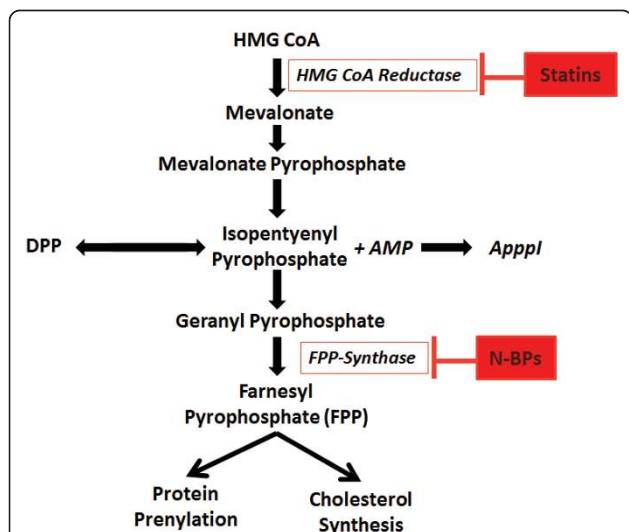 HMG CoA
HMG CoA Reductase
Statins
Mevalonate
Mevalonate Pyrophosphate
DPP
Isopentyenyl
Pyrophosphate
+ AMP
ApppI
Geranyl Pyrophosphate
FPP-Synthase
N-BPs
Farnesyl
Pyrophosphate (FPP)
Protein
Prenylation
Cholesterol
Synthesis